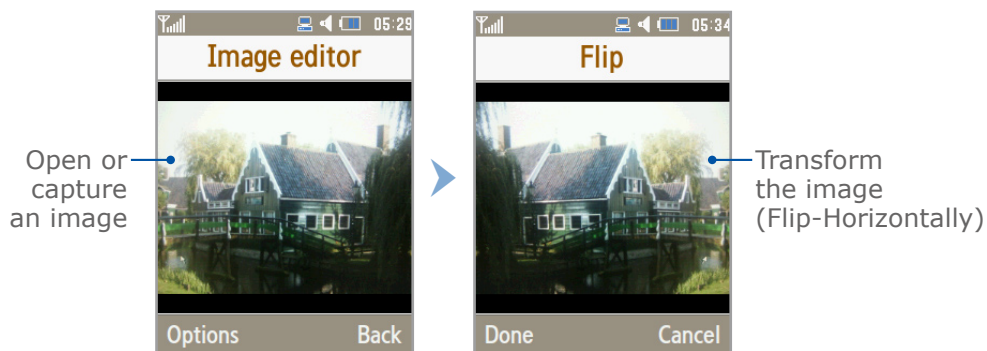 05:29
Image editor
Open or
capture
an image
Options Back
05:34
Flip
Transform
the image
(Flip-Horizontally)
Done Cancel